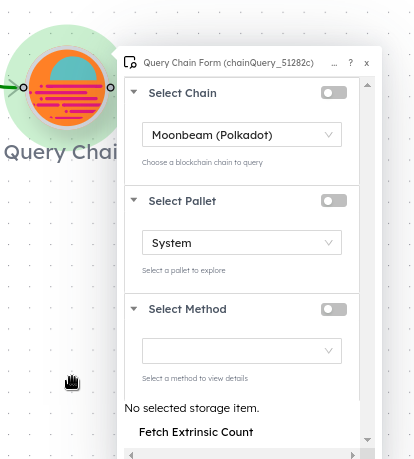 Query Chain Form (chainQuery_51282c)
... ? x
Select Chain
Moonbeam (Polkadot)
Choose a blockchain chain to query
Query Chai
Select Pallet
System
Select a pallet to explore
Select Method
Select a method to view details
No selected storage item.
Fetch Extrinsic Count